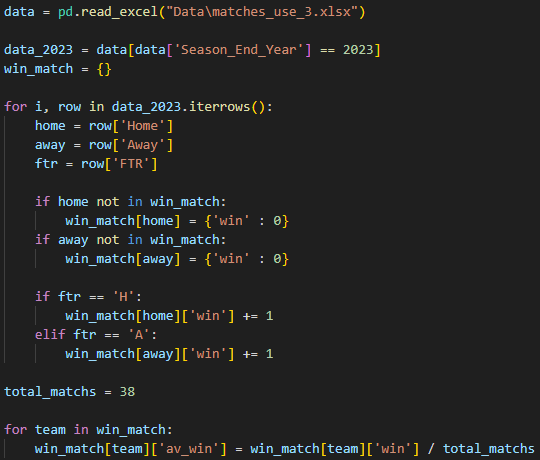 data = pd.read_excel("Data\matches_use_3.xlsx")
data_2023 = data[data['Season_End_Year'] == 2023]
win_match = {}
for i, row in data_2023.iterrows():
    home = row['Home']
    away = row['Away']
    ftr = row['FTR']
    if home not in win_match:
        win_match[home] = {'win' : 0}
    if away not in win_match:
        win_match[away] = {'win' : 0}
    if ftr == 'H':
        win_match[home]['win'] += 1
    elif ftr == 'A':
        win_match[away]['win'] += 1
total_matchs = 38
for team in win_match:
    win_match[team]['av_win'] = win_match[team]['win'] / total_matchs